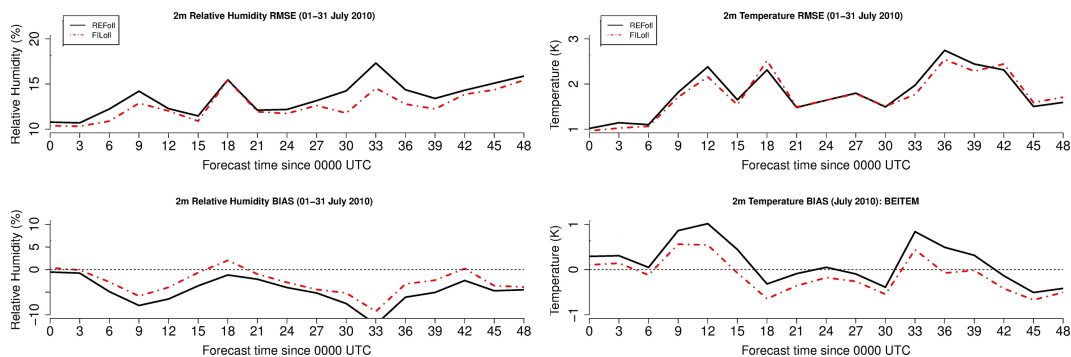 2m Relative Humidity RMSE (01−31 July 2010)
REFoll
FILoll
Relative Humidity (%)
20
15
10
0 3 6 9 12 15 18 21 24 27 30 33 36 39 42 45 48
Forecast time since 0000 UTC
2m Temperature RMSE (01−31 July 2010)
REFoll
FILoll
Temperature (K)
3
2
1
0 3 6 9 12 15 18 21 24 27 30 33 36 39 42 45 48
Forecast time since 0000 UTC
2m Relative Humidity BIAS (01−31 July 2010)
Relative Humidity (%)
10
5
0
−10
0 3 6 9 12 15 18 21 24 27 30 33 36 39 42 45 48
Forecast time since 0000 UTC
2m Temperature BIAS (July 2010): BEITEM
Temperature (K)
1
0
−1
0 3 6 9 12 15 18 21 24 27 30 33 36 39 42 45 48
Forecast time since 0000 UTC